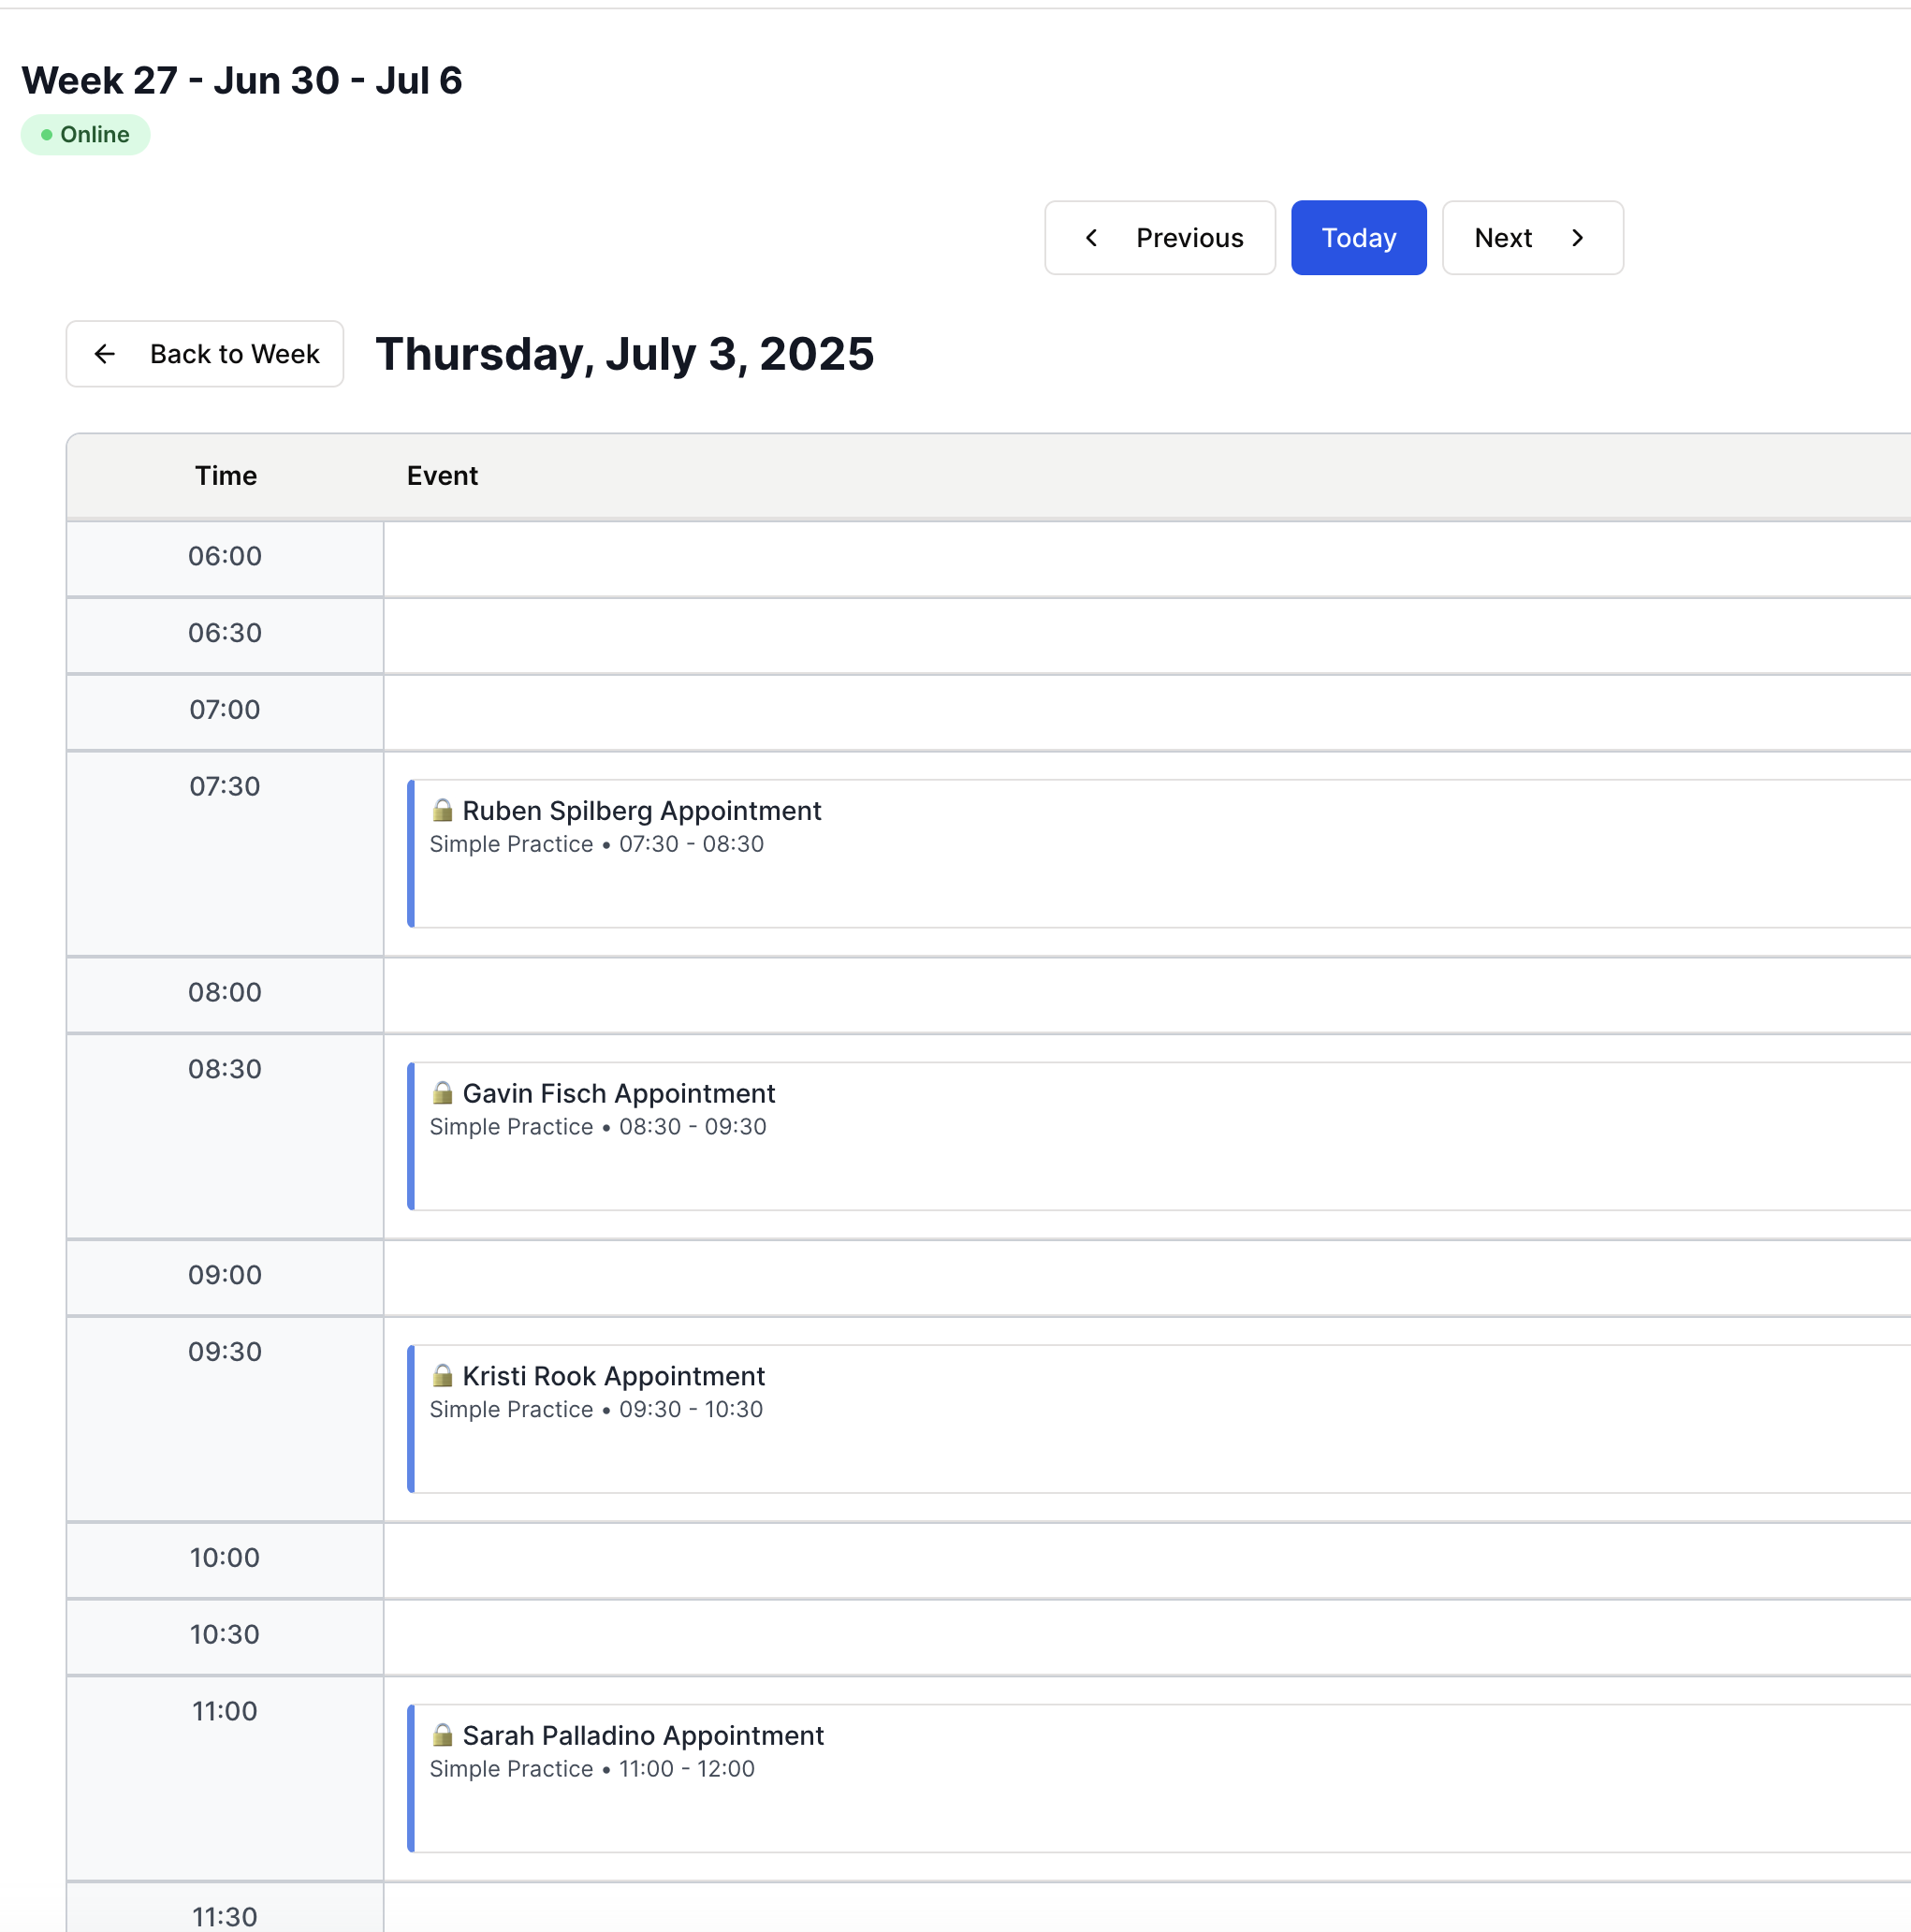 Week 27 - Jun 30 - Jul 6
Online
Previous Today Next
Back to Week Thursday, July 3, 2025
Time Event
06:00
06:30
07:00
07:30
🔒 Ruben Spilberg Appointment
Simple Practice • 07:30 - 08:30
08:00
08:30
🔒 Gavin Fisch Appointment
Simple Practice • 08:30 - 09:30
09:00
09:30
🔒 Kristi Rook Appointment
Simple Practice • 09:30 - 10:30
10:00
10:30
11:00
🔒 Sarah Palladino Appointment
Simple Practice • 11:00 - 12:00
11:30